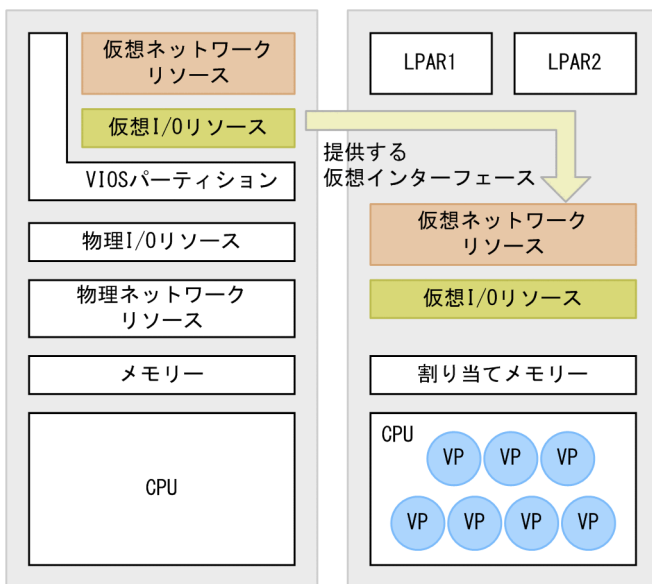 仮想ネットワーク
リソース
仮想I/Oリソース
VIOSパーティション
物理I/Oリソース
物理ネットワーク
リソース
メモリー
CPU
LPAR1
LPAR2
提供する
仮想インターフェース
仮想ネットワーク
リソース
仮想I/Oリソース
割り当てメモリー
CPU
VP VP VP
VP VP VP VP